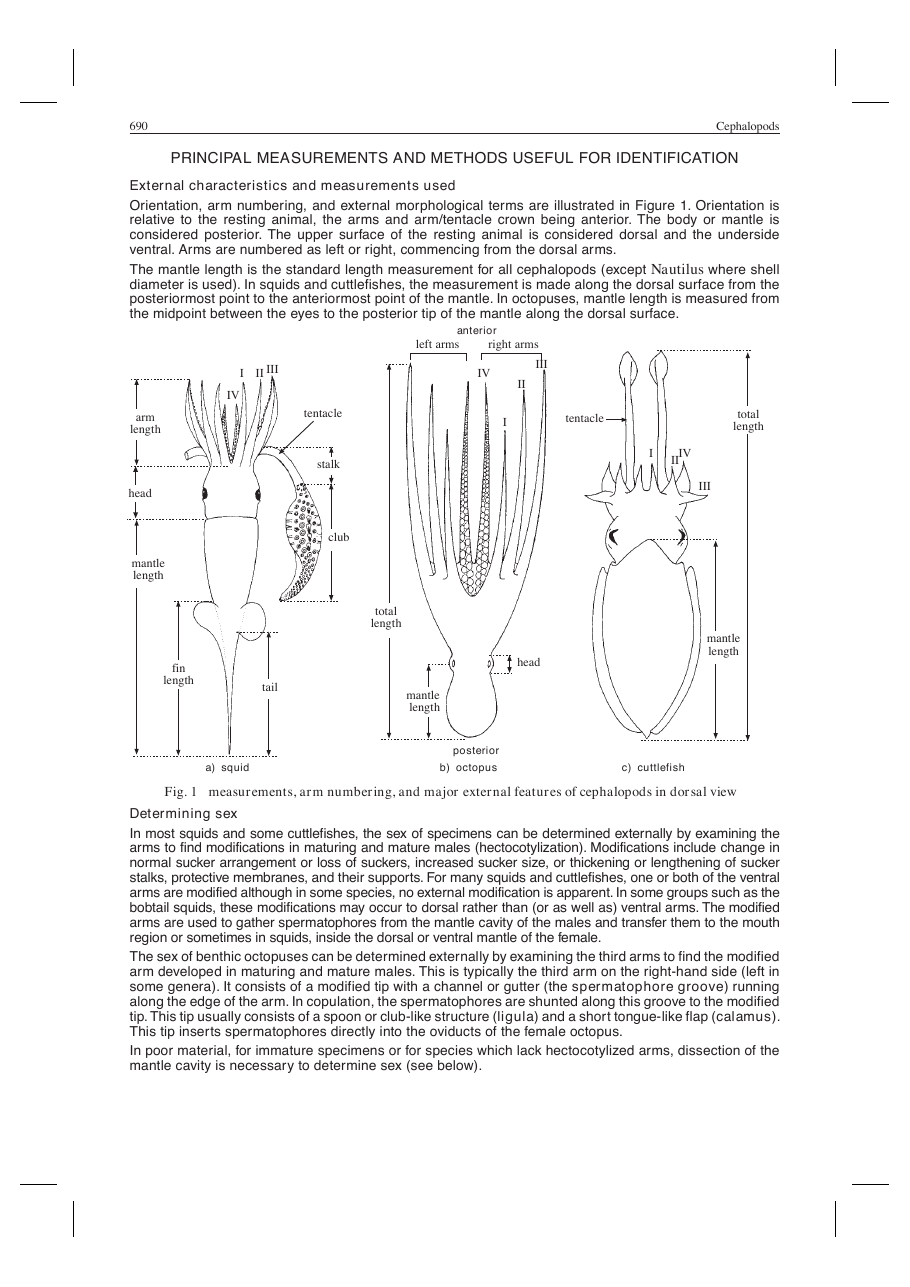 690
Cephalopods
PRINCIPAL MEASUREMENTS AND METHODS USEFUL FOR IDENTIFICATION
External characteristics and measurements used
Orientation, arm numbering, and external morphological terms are illustrated in Figure 1. Orientation is
relative to the resting animal, the arms and arm/tentacle crown being anterior. The body or mantle is
considered posterior. The upper surface of the resting animal is considered dorsal and the underside
ventral. Arms are numbered as left or right, commencing from the dorsal arms.
The mantle length is the standard length measurement for all cephalopods (except Nautilus where shell
diameter is used). In squids and cuttlefishes, the measurement is made along the dorsal surface from the
posteriormost point to the anteriormost point of the mantle. In octopuses, mantle length is measured from
the midpoint between the eyes to the posterior tip of the mantle along the dorsal surface.
I
II
III
IV
arm
length
tentacle
stalk
head
club
mantle
length
fin
length
tail
a) squid
anterior
left arms
right arms
III
IV
II
I
total
length
head
mantle
length
posterior
b) octopus
tentacle
total
length
I
II
IV
III
mantle
length
c) cuttlefish
Fig. 1 measurements, arm numbering, and major external features of cephalopods in dorsal view
Determining sex
In most squids and some cuttlefishes, the sex of specimens can be determined externally by examining the
arms to find modifications in maturing and mature males (hectocotylization). Modifications include change in
normal sucker arrangement or loss of suckers, increased sucker size, or thickening or lengthening of sucker
stalks, protective membranes, and their supports. For many squids and cuttlefishes, one or both of the ventral
arms are modified although in some species, no external modification is apparent. In some groups such as the
bobtail squids, these modifications may occur to dorsal rather than (or as well as) ventral arms. The modified
arms are used to gather spermatophores from the mantle cavity of the males and transfer them to the mouth
region or sometimes in squids, inside the dorsal or ventral mantle of the female.
The sex of benthic octopuses can be determined externally by examining the third arms to find the modified
arm developed in maturing and mature males. This is typically the third arm on the right-hand side (left in
some genera). It consists of a modified tip with a channel or gutter (the spermatophore groove) running
along the edge of the arm. In copulation, the spermatophores are shunted along this groove to the modified
tip. This tip usually consists of a spoon or club-like structure (ligula) and a short tongue-like flap (calamus).
This tip inserts spermatophores directly into the oviducts of the female octopus.
In poor material, for immature specimens or for species which lack hectocotylized arms, dissection of the
mantle cavity is necessary to determine sex (see below).